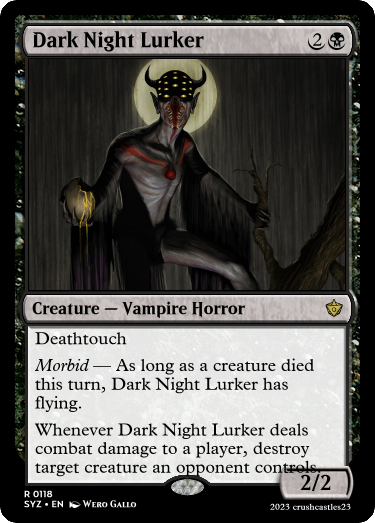 Dark Night Lurker 2
Creature — Vampire Horror
Deathtouch
Morbid — As long as a creature died
this turn, Dark Night Lurker has
flying.
Whenever Dark Night Lurker deals
combat damage to a player, destroy
target creature an opponent controls.
2/2
R 0118
SYZ • EN Wero Gallo
2023 crushcastles23